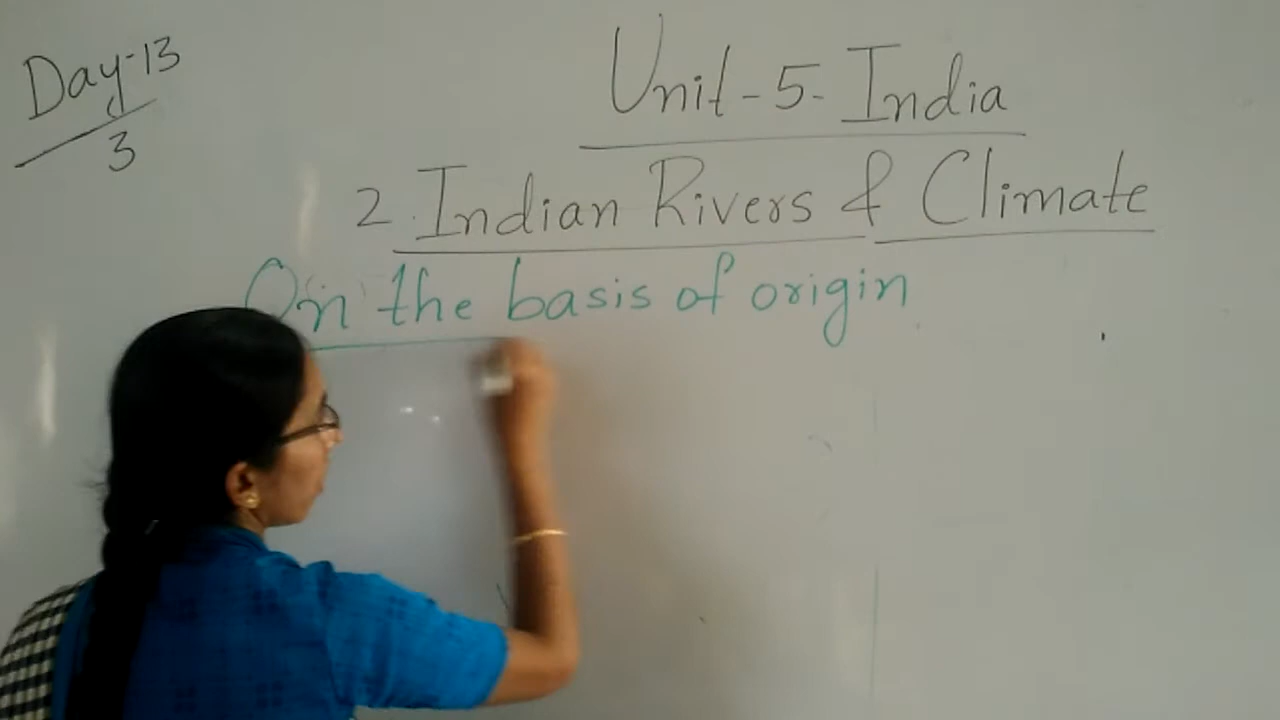 Day-13
3
Unit-5-India
2. Indian Rivers & Climate
On the basis of origin